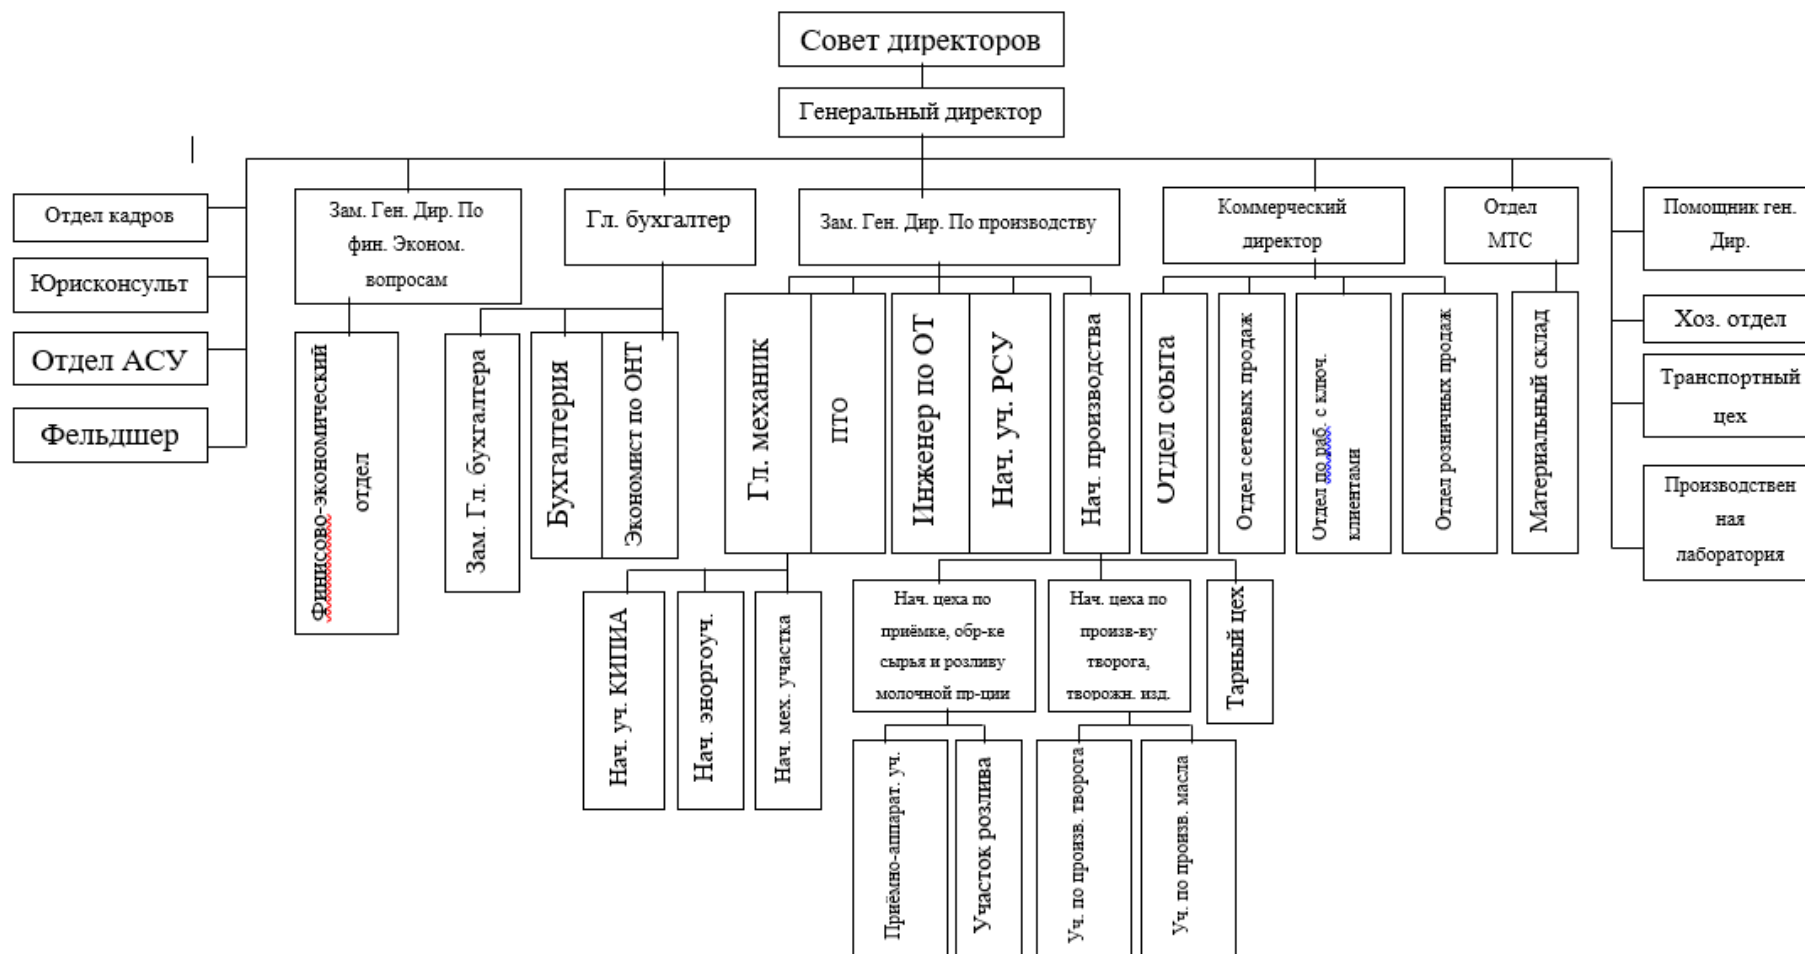 Совет директоров
Генеральный директор
Отдел кадров
Юрисконсульт
Отдел АСУ
Фельдшер
Зам. Ген. Дир. По
фин. Эконом.
вопросам
Гл. бухгалтер
Зам. Ген. Дир. По производству
Коммерческий
директор
Отдел
МТС
Помощник ген.
Дир.
Хоз. отдел
Транспортный
цех
Производствен
ная
лаборатория
Финисово-экономический
отдел
Зам. Гл. бухгалтера
Бухгалтерия
Экономист по ОНТ
Гл. механик
ПТО
Инженер по ОТ
Нач. уч. РСУ
Нач. производства
Отдел сбыта
Отдел сетевых продаж
Отдел по раб. с ключ.
клиентами
Отдел розничных продаж
Материальный склад
Нач. уч. КИПИА
Нач. эноргоуч.
Нач. мех. участка
Нач. цеха по
приёмке, обр-ке
сырья и розливу
молочной пр-ции
Нач. цеха по
произв-ву
творога,
творожн. изд.
Тарный цех
Приёмно-аппарат. уч.
Участок розлива
Уч. по произв. творога
Уч. по произв. масла